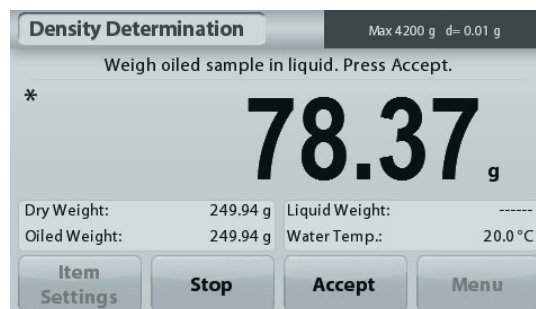 Density Determination
Max 4200 g d= 0.01 g
Weigh oiled sample in liquid. Press Accept.
*
78.37 g
Dry Weight: 249.94 g Liquid Weight: ------
Oiled Weight: 249.94 g Water Temp.: 20.0 °C
Item Settings
Stop
Accept
Menu